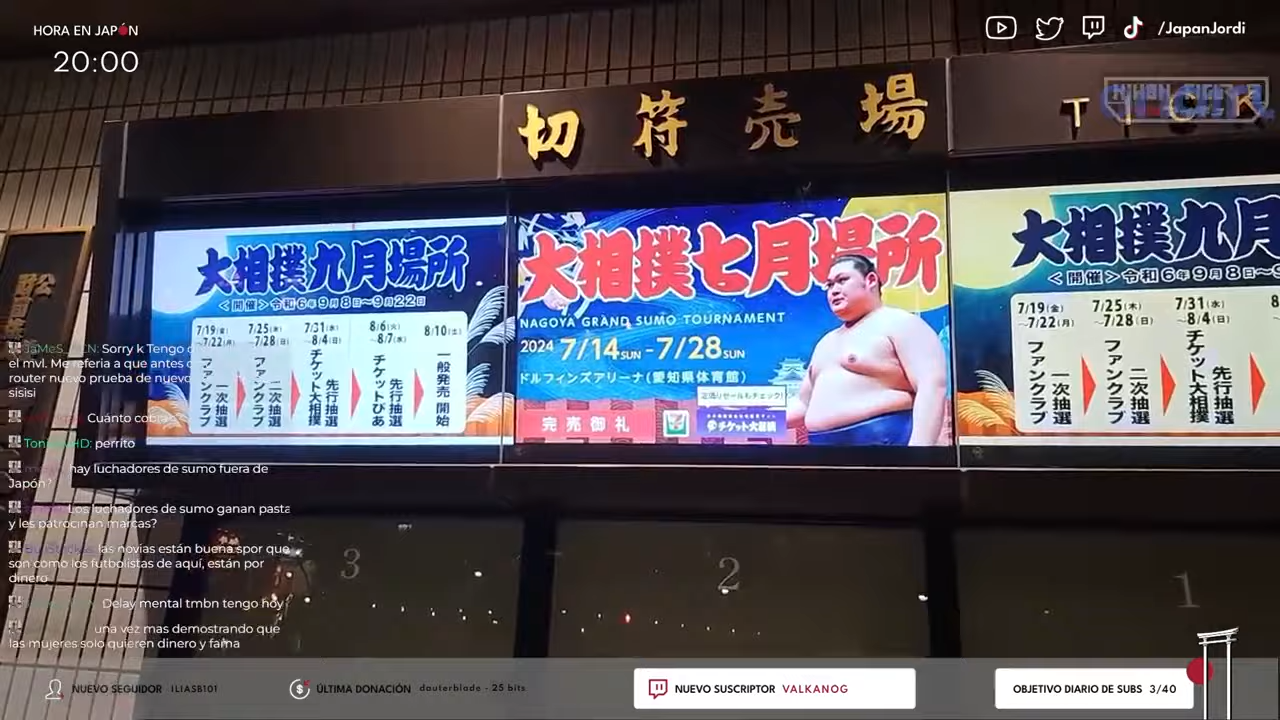 HORA EN JAPÓN
20:00
/JapanJordi
切符売場
TICK
大相撲九月場所
<開催>令和6年9月8日~9月22日
7/19(金)~7/22(月)
ファンクラブ 一次抽選
7/25(木)~7/28(日)
ファンクラブ 二次抽選
7/31(水)~8/4(日)
チケット大相撲 先行抽選
8/6(火)~8/7(水)
チケットぴあ 先行抽選
8/10(土)
一般発売 開始
大相撲七月場所
NAGOYA GRAND SUMO TOURNAMENT
2024 7/14SUN-7/28SUN
ドルフィンズアリーナ(愛知県体育館)
完売御礼
チケット大相撲
大相撲九月
<開催>令和6年9月8日~
7/19(金)~7/22(月)
ファンクラブ 一次抽選
7/25(木)~7/28(日)
ファンクラブ 二次抽選
7/31(水)~8/4(日)
チケット大相撲 先行抽選
Sorry k Tengo
el mvl. Me referia a que antes
router nuevo prueba de nuevo
sisisi
Cuánto
perrito
hay luchadores de sumo fuera de
Japón?
Los luchadores de sumo ganan pasta
y les patrocinan marcas?
las novias están buena spor que
son como los futbolistas de aquí, están por
dinero
Delay mental tmbn tengo hoy
una vez mas demostrando que
las mujeres solo quieren dinero y fama
3
2
1
NUEVO SEGUIDOR ILIASB101
ÚLTIMA DONACIÓN dauterblade - 25 bits
NUEVO SUSCRIPTOR VALKANOG
OBJETIVO DIARIO DE SUBS 3/40